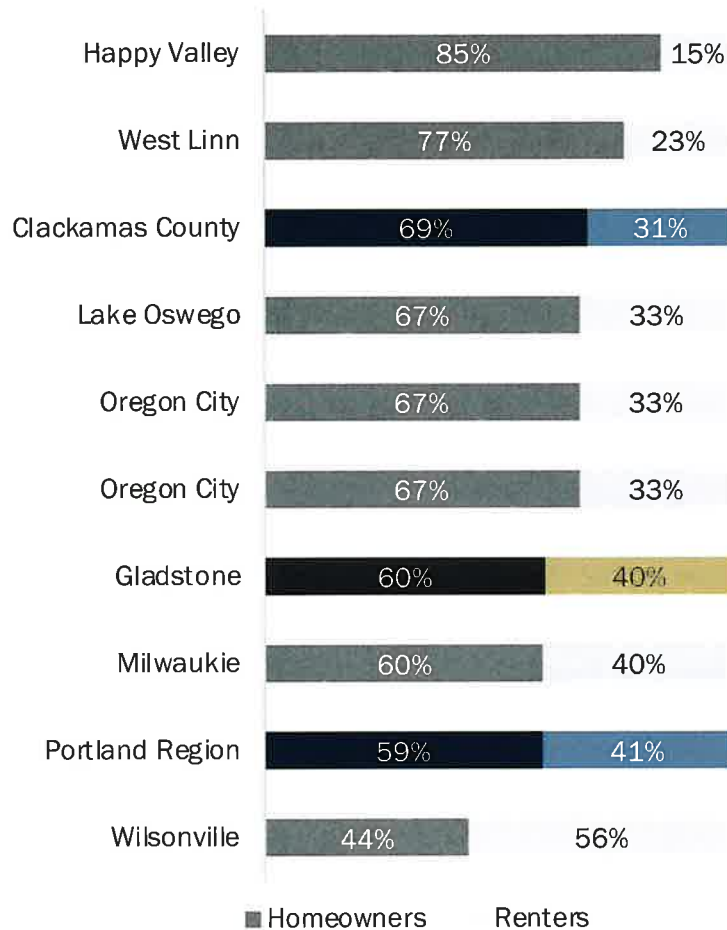 Happy Valley 85% 15%
West Linn 77% 23%
Clackamas County 69% 31%
Lake Oswego 67% 33%
Oregon City 67% 33%
Oregon City 67% 33%
Gladstone 60% 40%
Milwaukie 60% 40%
Portland Region 59% 41%
Wilsonville 44% 56%
Homeowners Renters